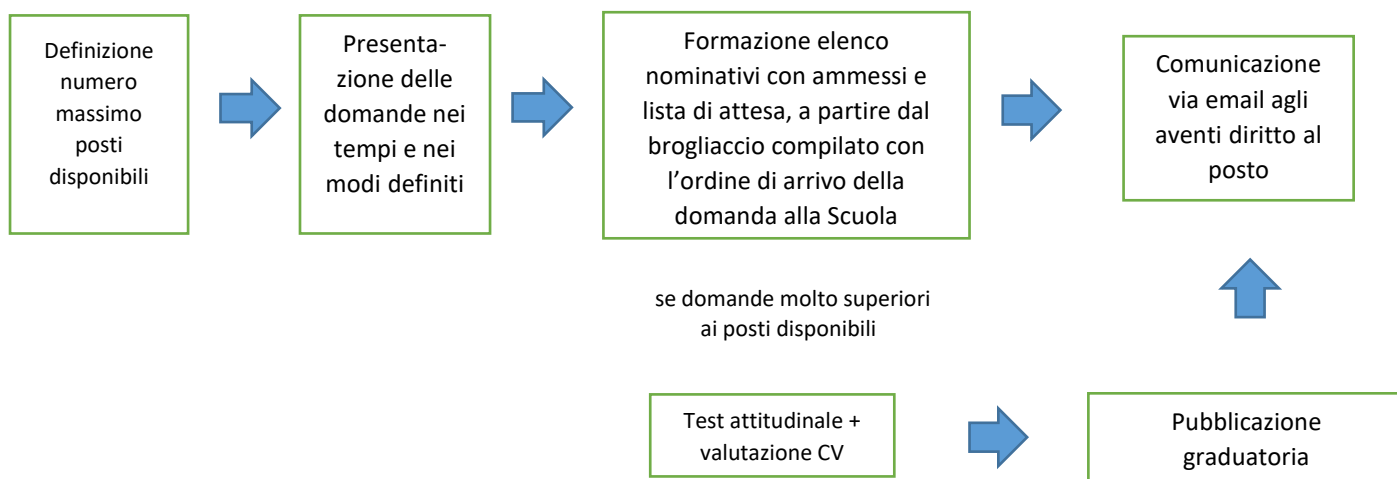 Definizione
numero
massimo
posti
disponibili
Presenta-
zione delle
domande nei
tempi e nei
modi definiti
Formazione elenco
nominativi con ammessi e
lista di attesa, a partire dal
brogliaccio compilato con
l’ordine di arrivo della
domanda alla Scuola
Comunicazione
via email agli
aventi diritto al
posto
se domande molto superiori
ai posti disponibili
Test attitudinale +
valutazione CV
Pubblicazione
graduatoria